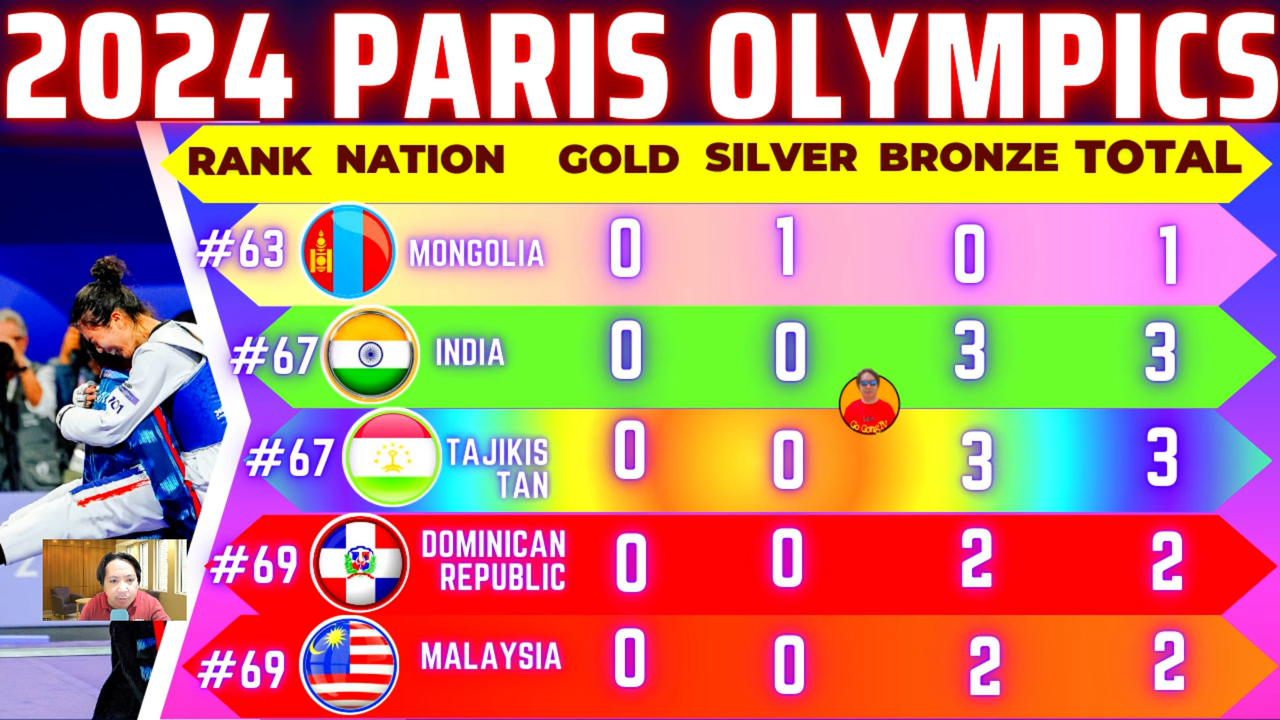 2024 PARIS OLYMPICS
RANK NATION GOLD SILVER BRONZE TOTAL
#63 MONGOLIA 0 1 0 1
#67 INDIA 0 0 3 3
Go GongTV
#67 TAJIKIS
TAN 0 0 3 3
#69 DOMINICAN
REPUBLIC 0 0 2 2
#69 MALAYSIA 0 0 2 2